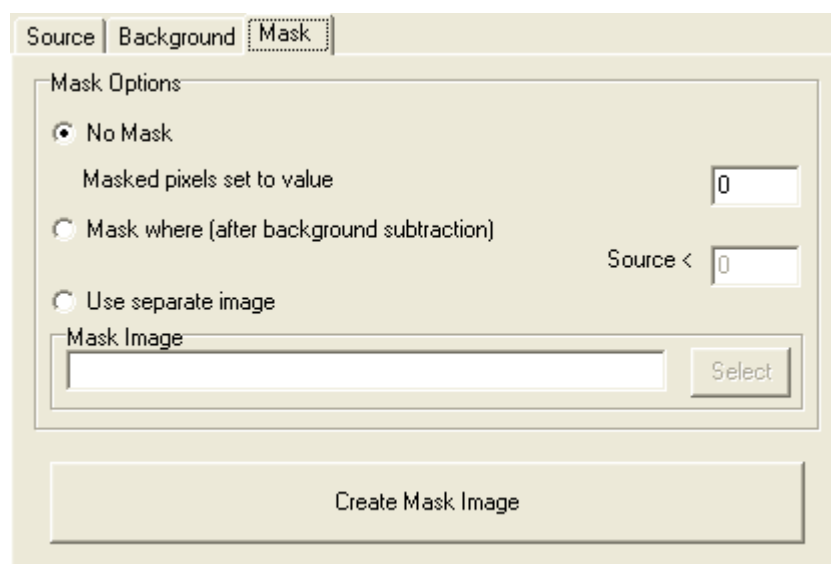 Source Background Mask
Mask Options
No Mask
Masked pixels set to value 0
Mask where (after background subtraction)
Source < 0
Use separate image
Mask Image
Select
Create Mask Image